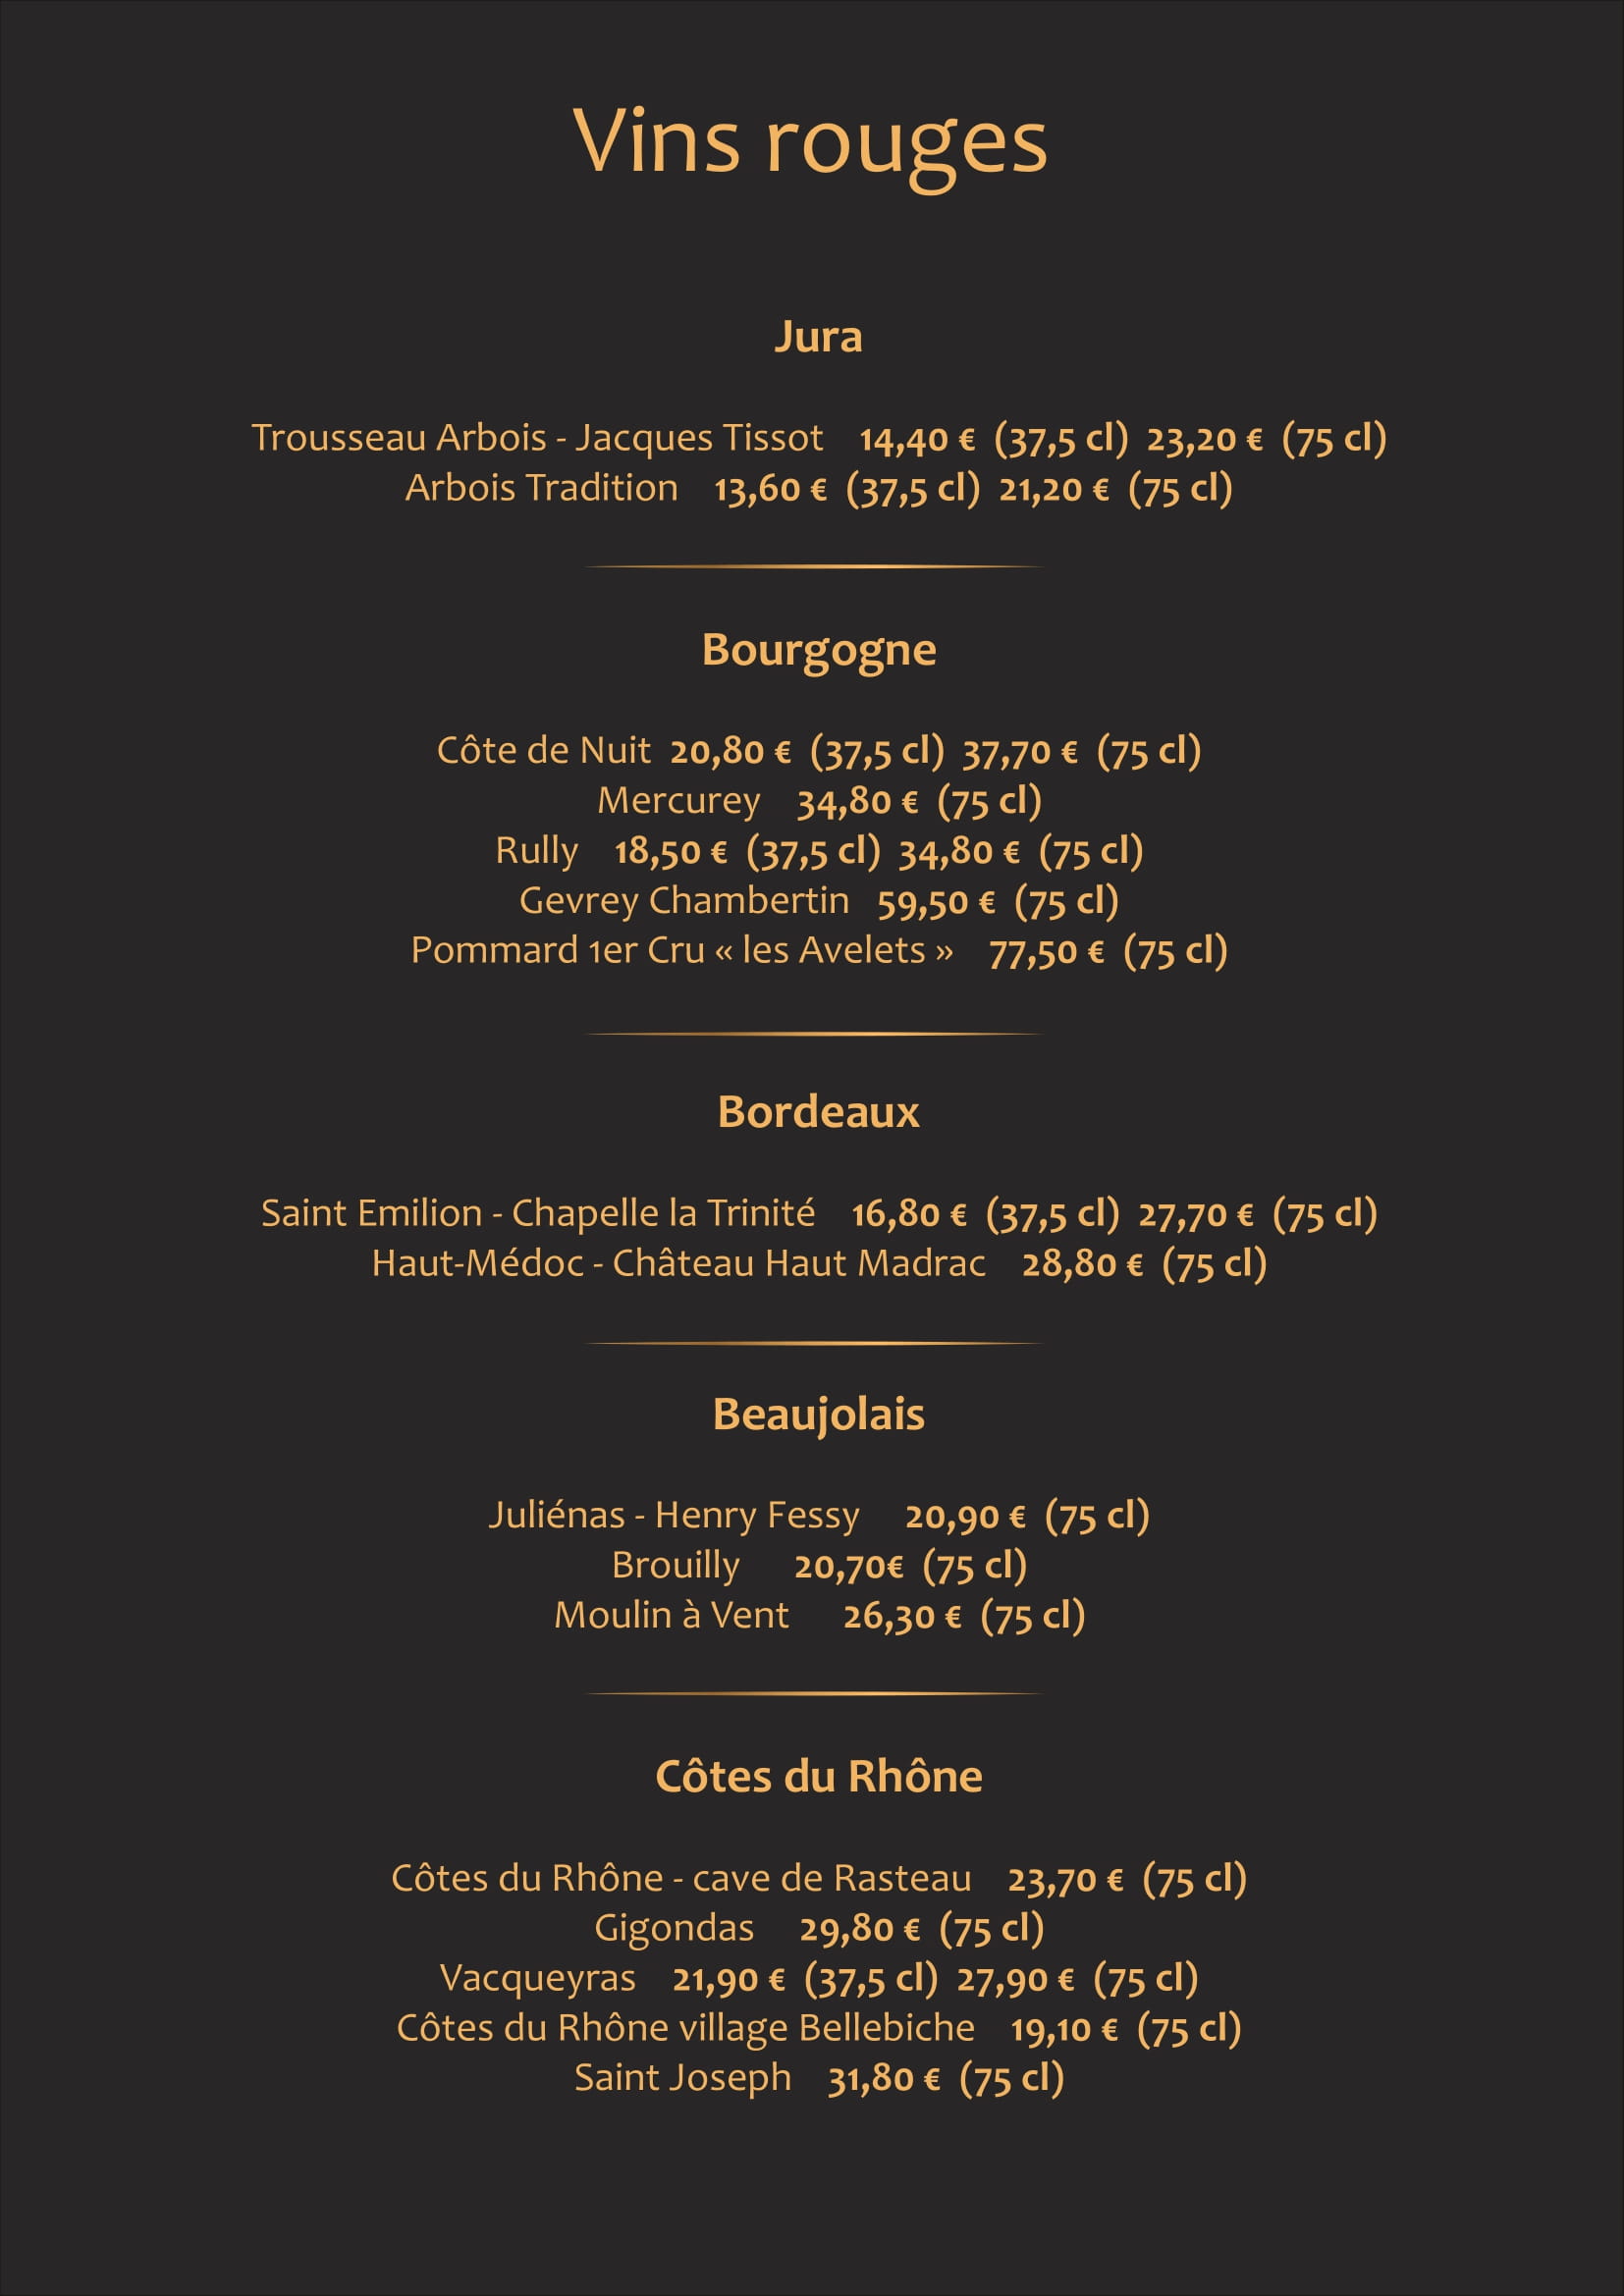 Vins rouges
Jura
Trousseau Arbois - Jacques Tissot 14,40 € (37,5 cl) 23,20 € (75 cl)
Arbois Tradition 13,60 € (37,5 cl) 21,20 € (75 cl)
Bourgogne
Côte de Nuit 20,80 € (37,5 cl) 37,70 € (75 cl)
Mercurey 34,80 € (75 cl)
Rully 18,50 € (37,5 cl) 34,80 € (75 cl)
Gevrey Chambertin 59,50 € (75 cl)
Pommard 1er Cru « les Avelets » 77,50 € (75 cl)
Bordeaux
Saint Emilion - Chapelle la Trinité 16,80 € (37,5 cl) 27,70 € (75 cl)
Haut-Médoc - Château Haut Madrac 28,80 € (75 cl)
Beaujolais
Juliénas - Henry Fessy 20,90 € (75 cl)
Brouilly 20,70€ (75 cl)
Moulin à Vent 26,30 € (75 cl)
Côtes du Rhône
Côtes du Rhône - cave de Rasteau 23,70 € (75 cl)
Gigondas 29,80 € (75 cl)
Vacqueyras 21,90 € (37,5 cl) 27,90 € (75 cl)
Côtes du Rhône village Bellebiche 19,10 € (75 cl)
Saint Joseph 31,80 € (75 cl)